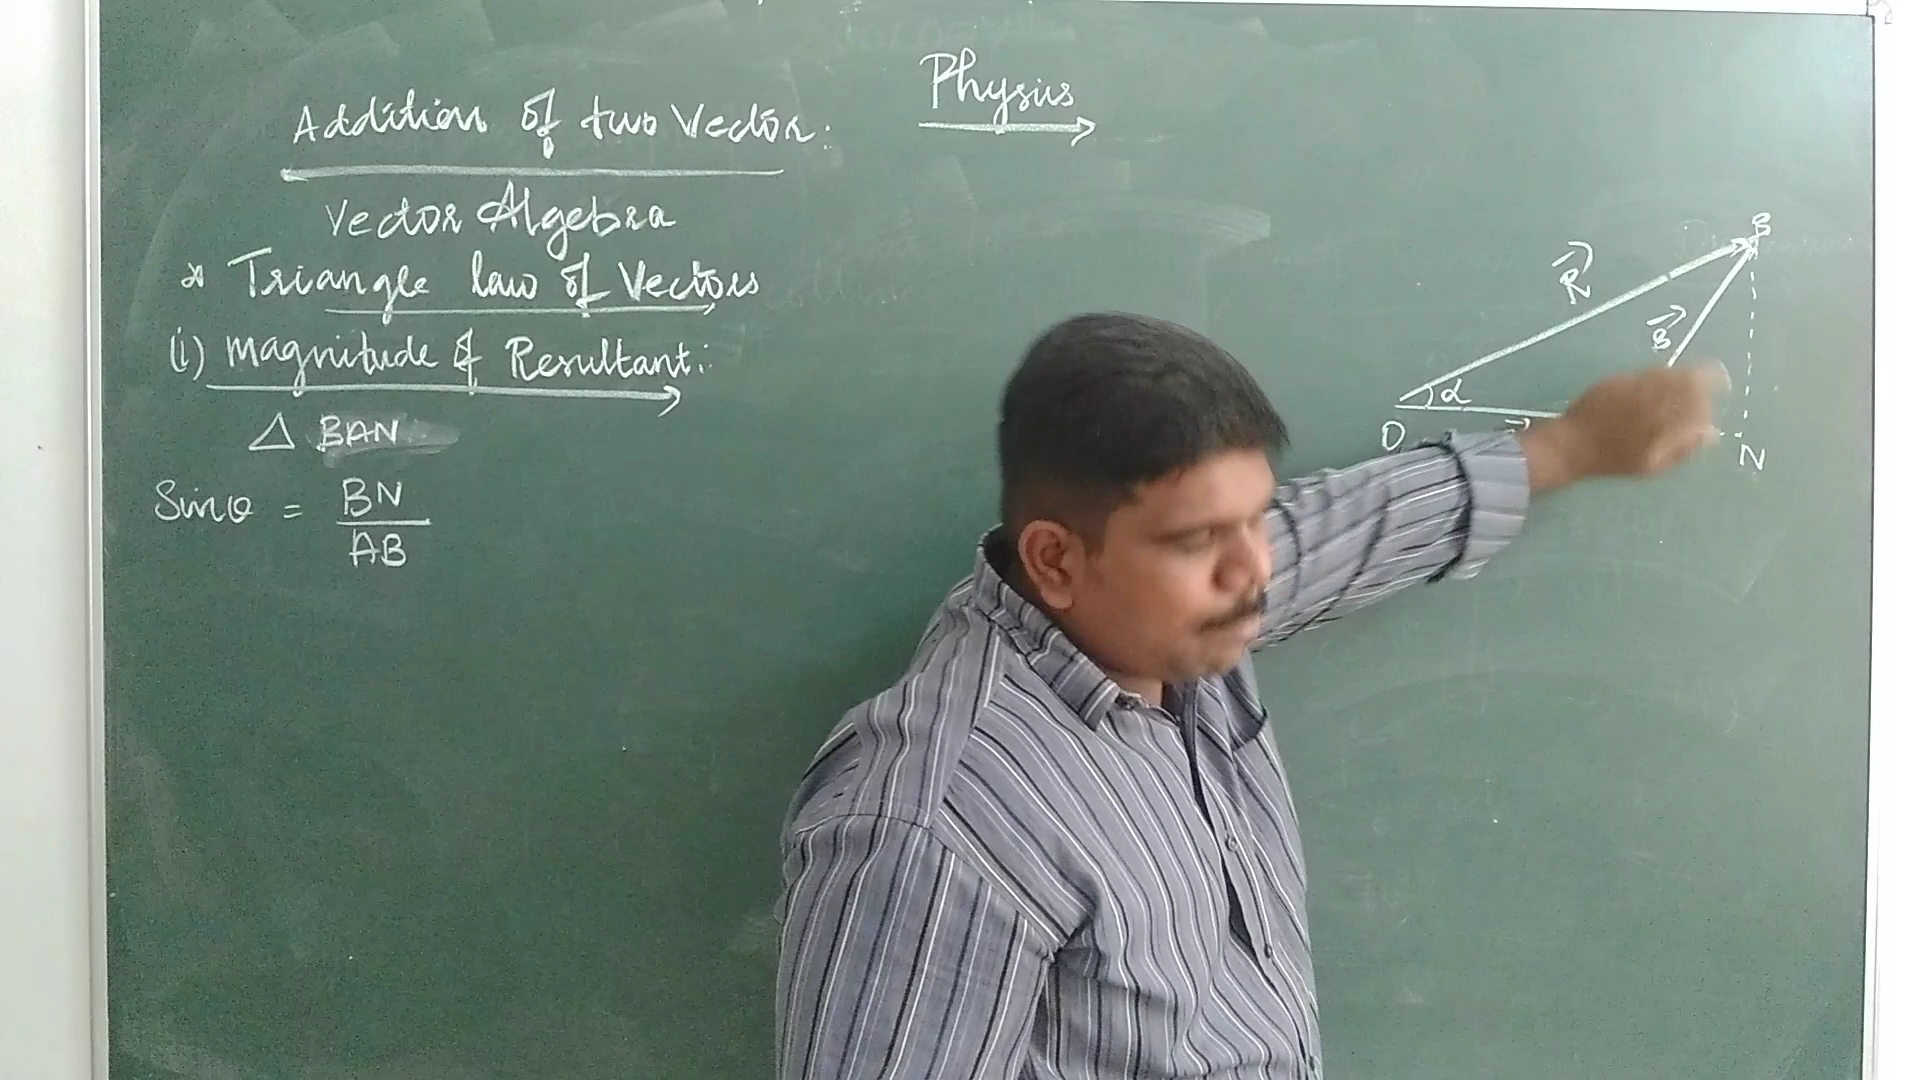 Physics
Addition of two Vector:
Vector Algebra
* Triangle law of Vectors
(i) Magnitude of Resultant:
△ BAN
Sinθ = BN
AB
B
R
B
α
O
N